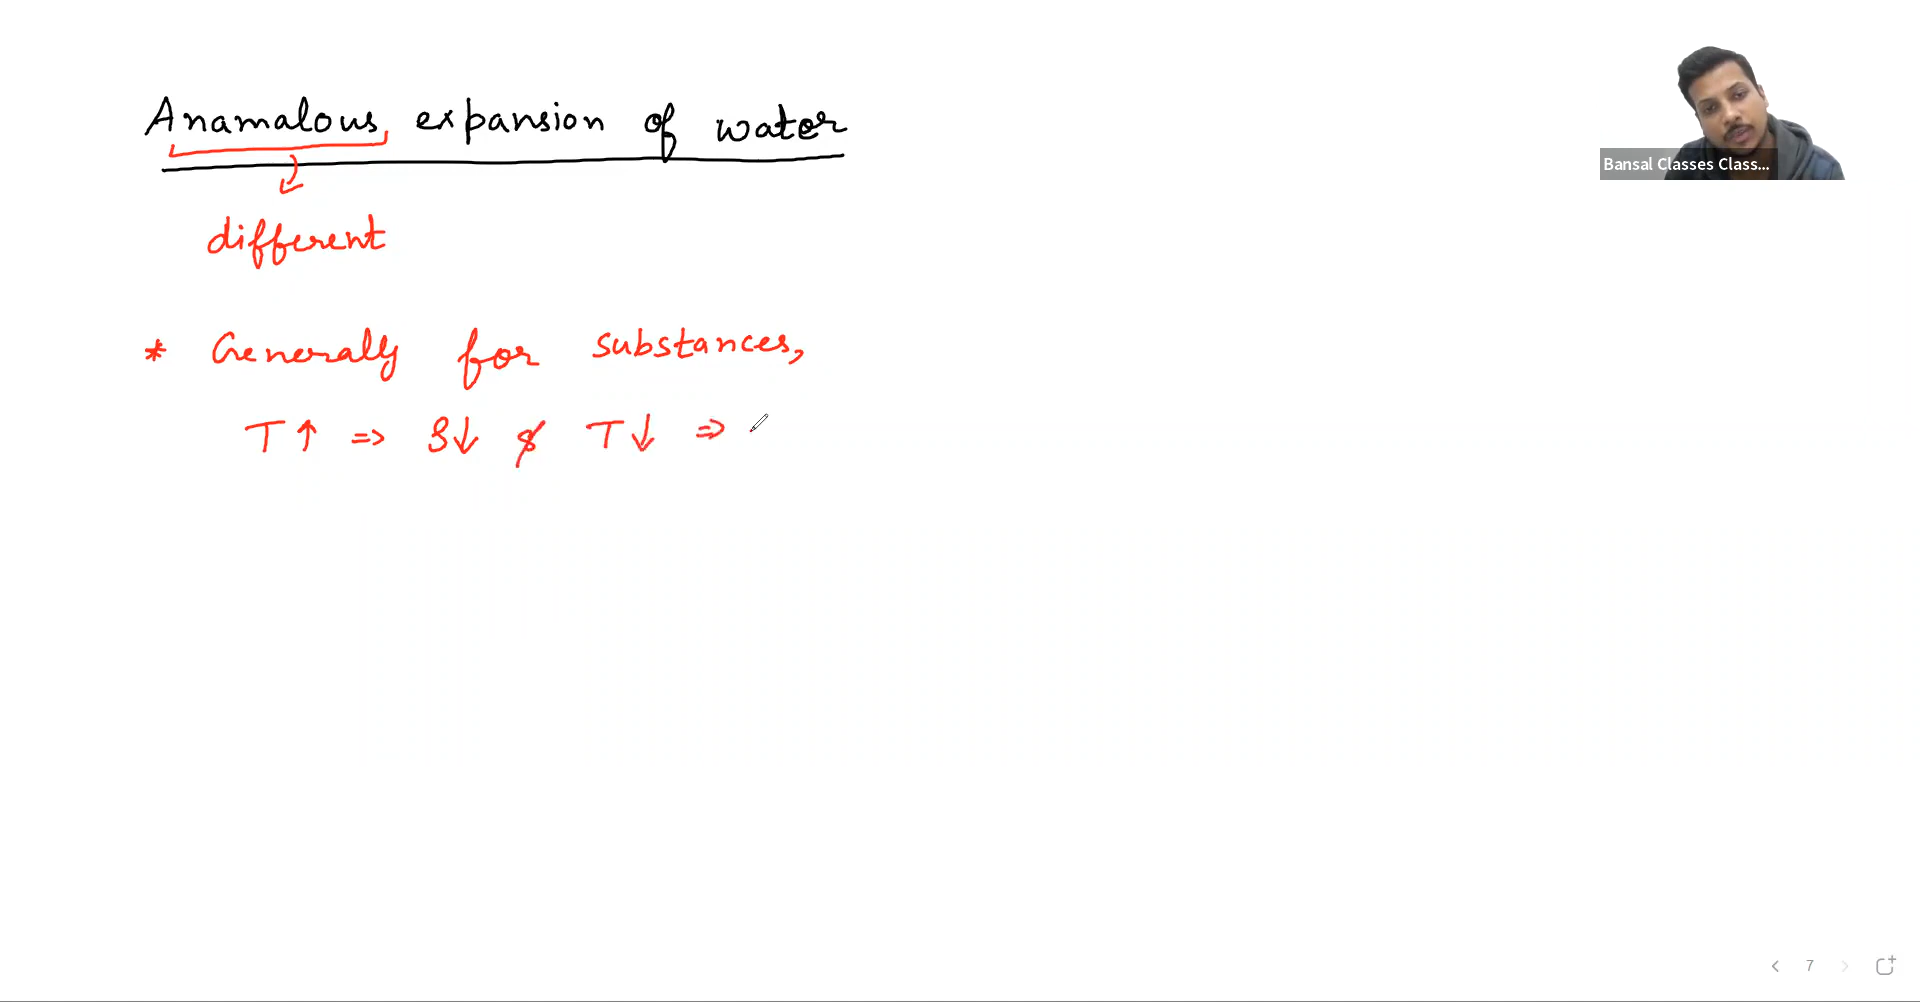 Anamalous expansion of water
Bansal Classes Class...
different
* Generally for substances,
T↑ ⇒ ρ↓ & T↓ ⇒
7